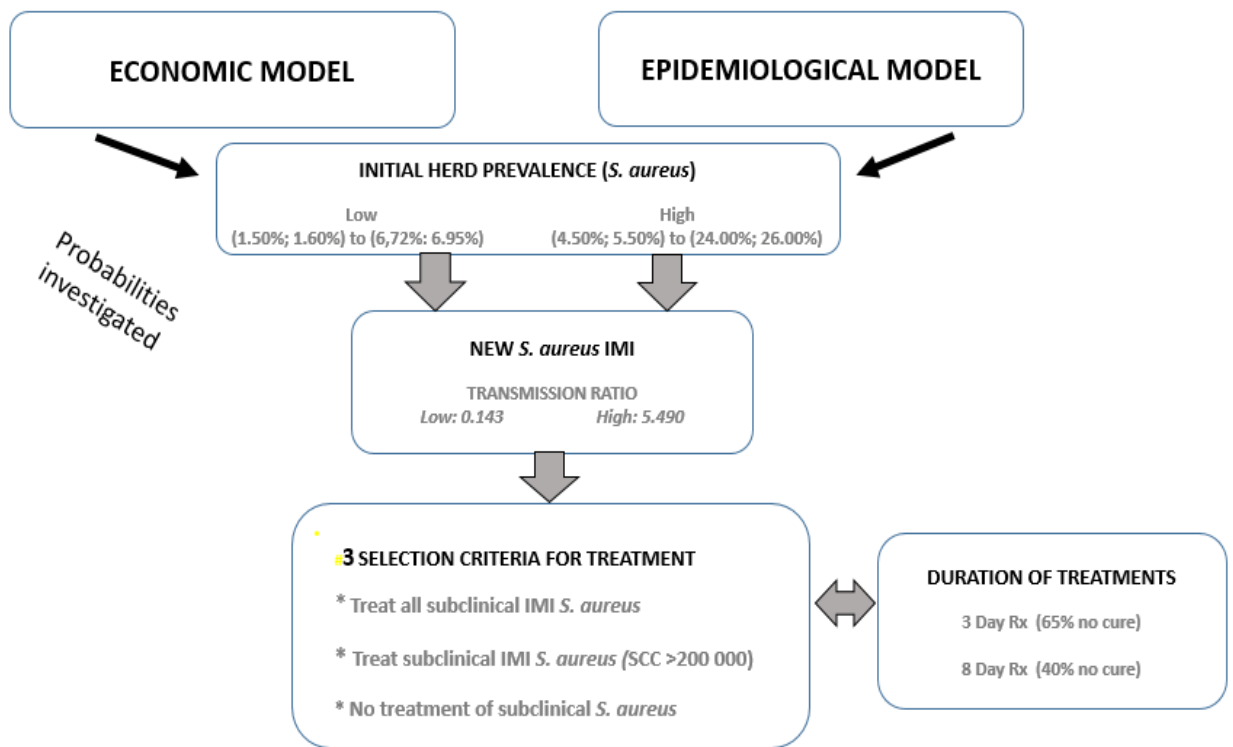 ECONOMIC MODEL
EPIDEMIOLOGICAL MODEL
INITIAL HERD PREVALENCE (S. aureus)
Low
(1.50%; 1.60%) to (6,72%: 6.95%)
High
(4.50%; 5.50%) to (24.00%; 26.00%)
Probabilities
investigated
NEW S. aureus IMI
TRANSMISSION RATIO
Low: 0.143
High: 5.490
3 SELECTION CRITERIA FOR TREATMENT
* Treat all subclinical IMI S. aureus
* Treat subclinical IMI S. aureus (SCC >200 000)
* No treatment of subclinical S. aureus
DURATION OF TREATMENTS
3 Day Rx (65% no cure)
8 Day Rx (40% no cure)